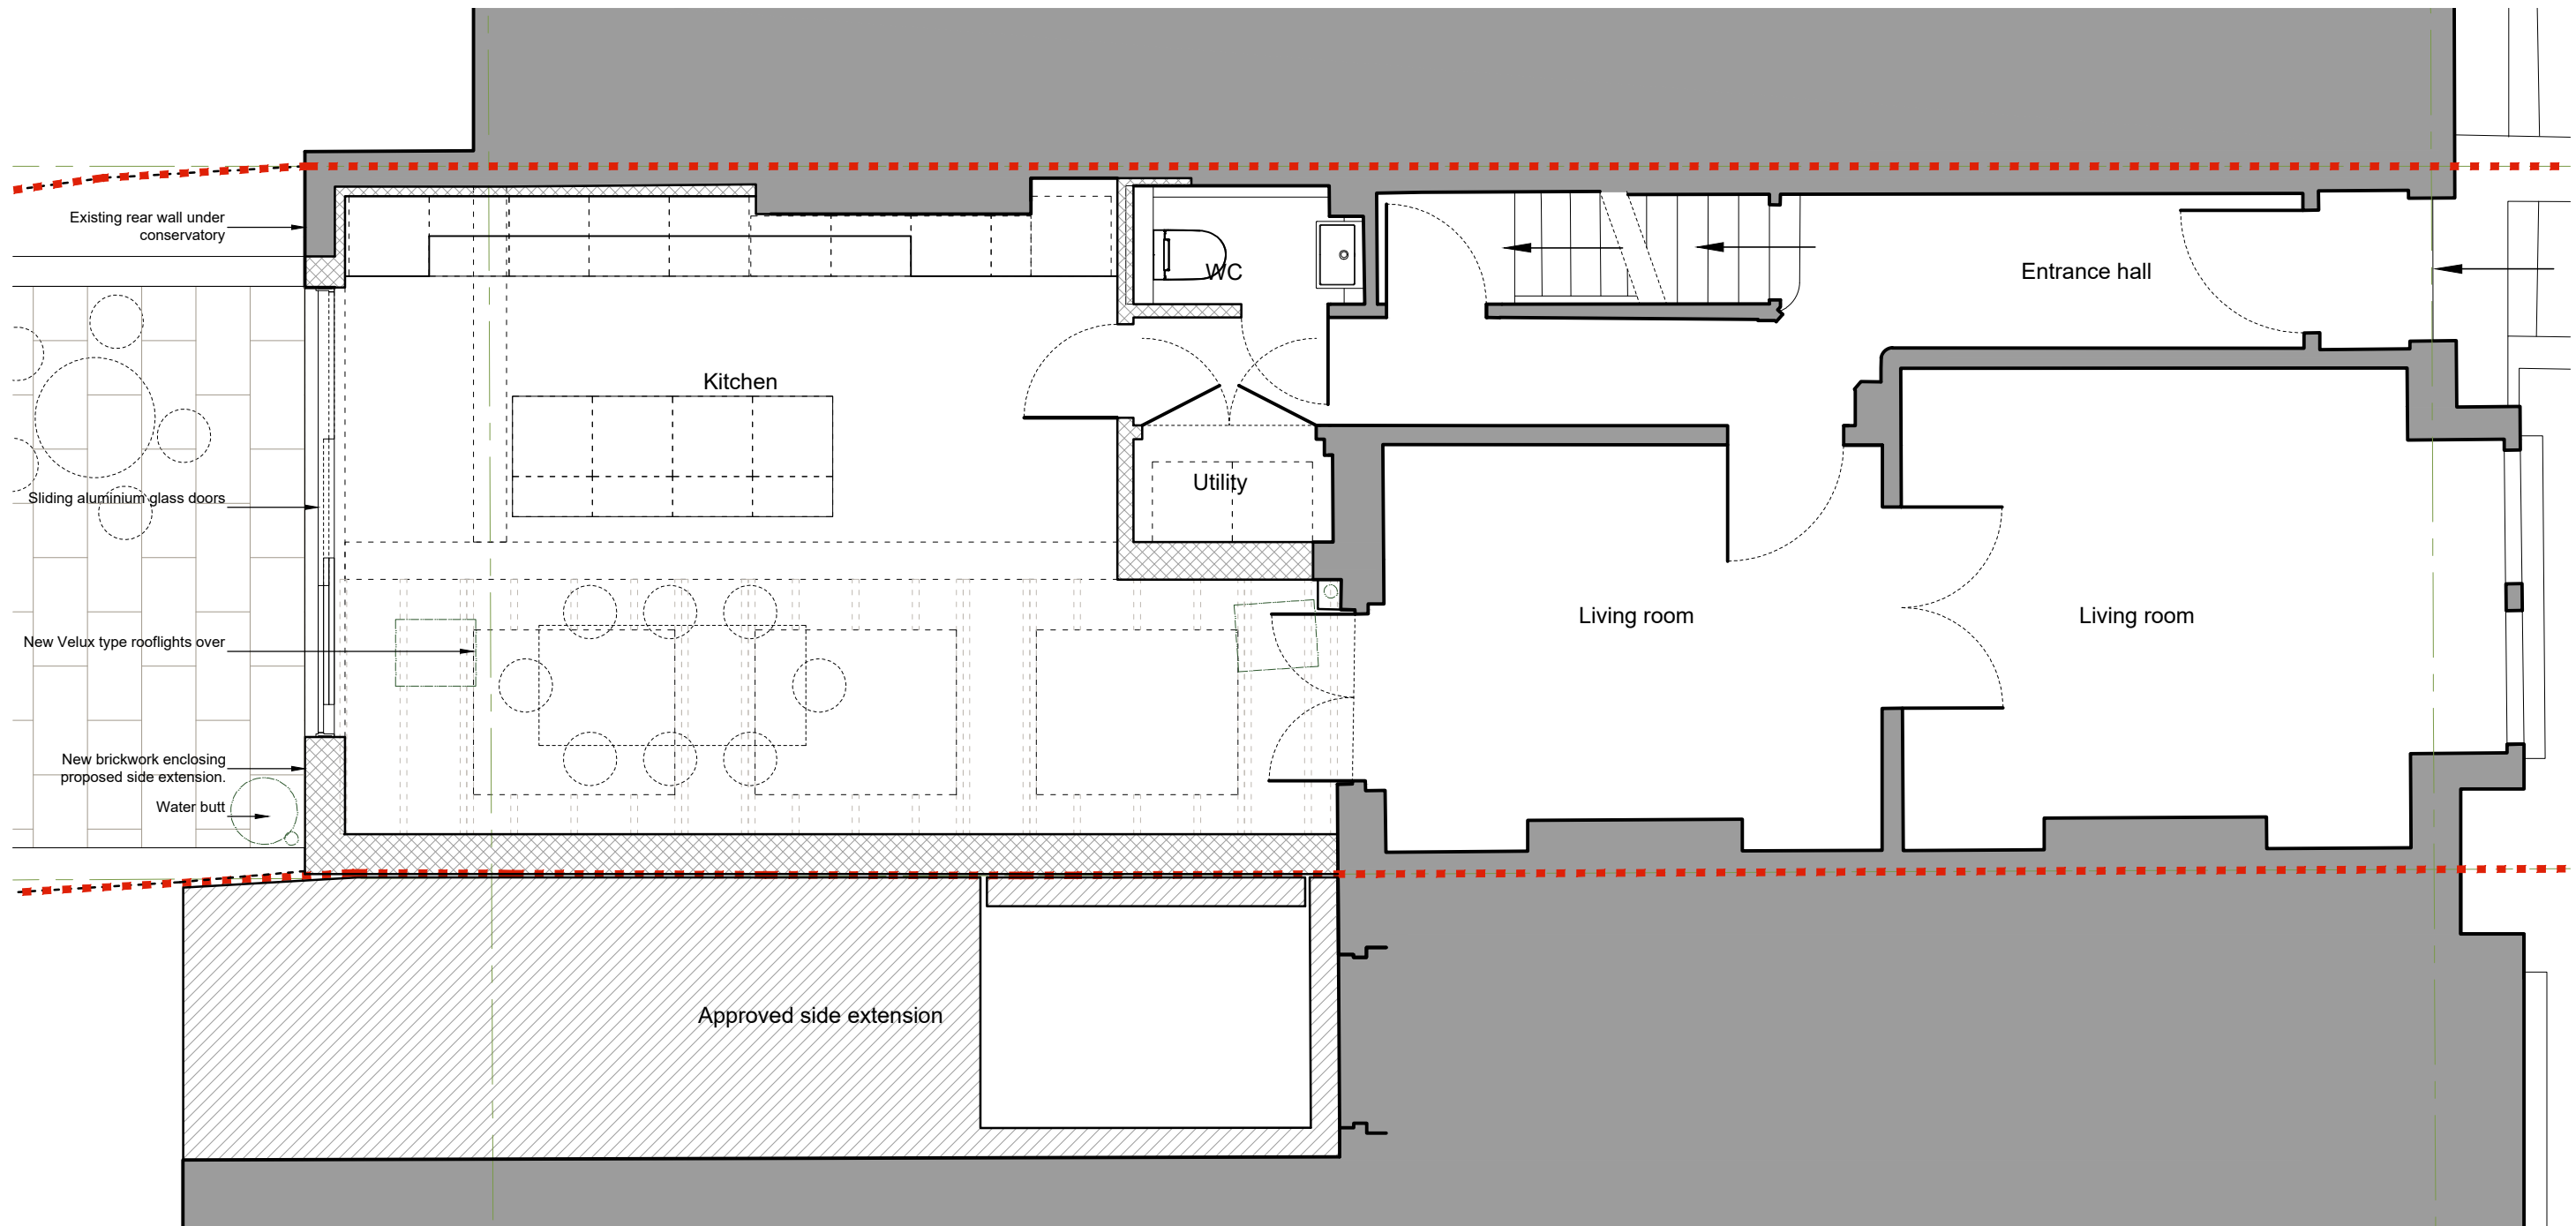 Existing rear wall under
conservatory
WC
Entrance hall
Kitchen
Utility
Sliding aluminium glass doors
Living room
Living room
New Velux type rooflights over
New brickwork enclosing
proposed side extension.
Water butt
Approved side extension